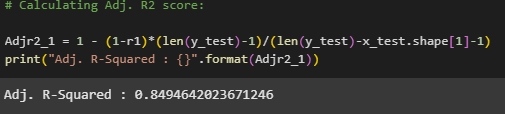 # Calculating Adj. R2 score:
Adjr2_1 = 1 - (1-r1)*(len(y_test)-1)/(len(y_test)-x_test.shape[1]-1)
print("Adj. R-Squared : {}".format(Adjr2_1))
Adj. R-Squared : 0.8494642023671246